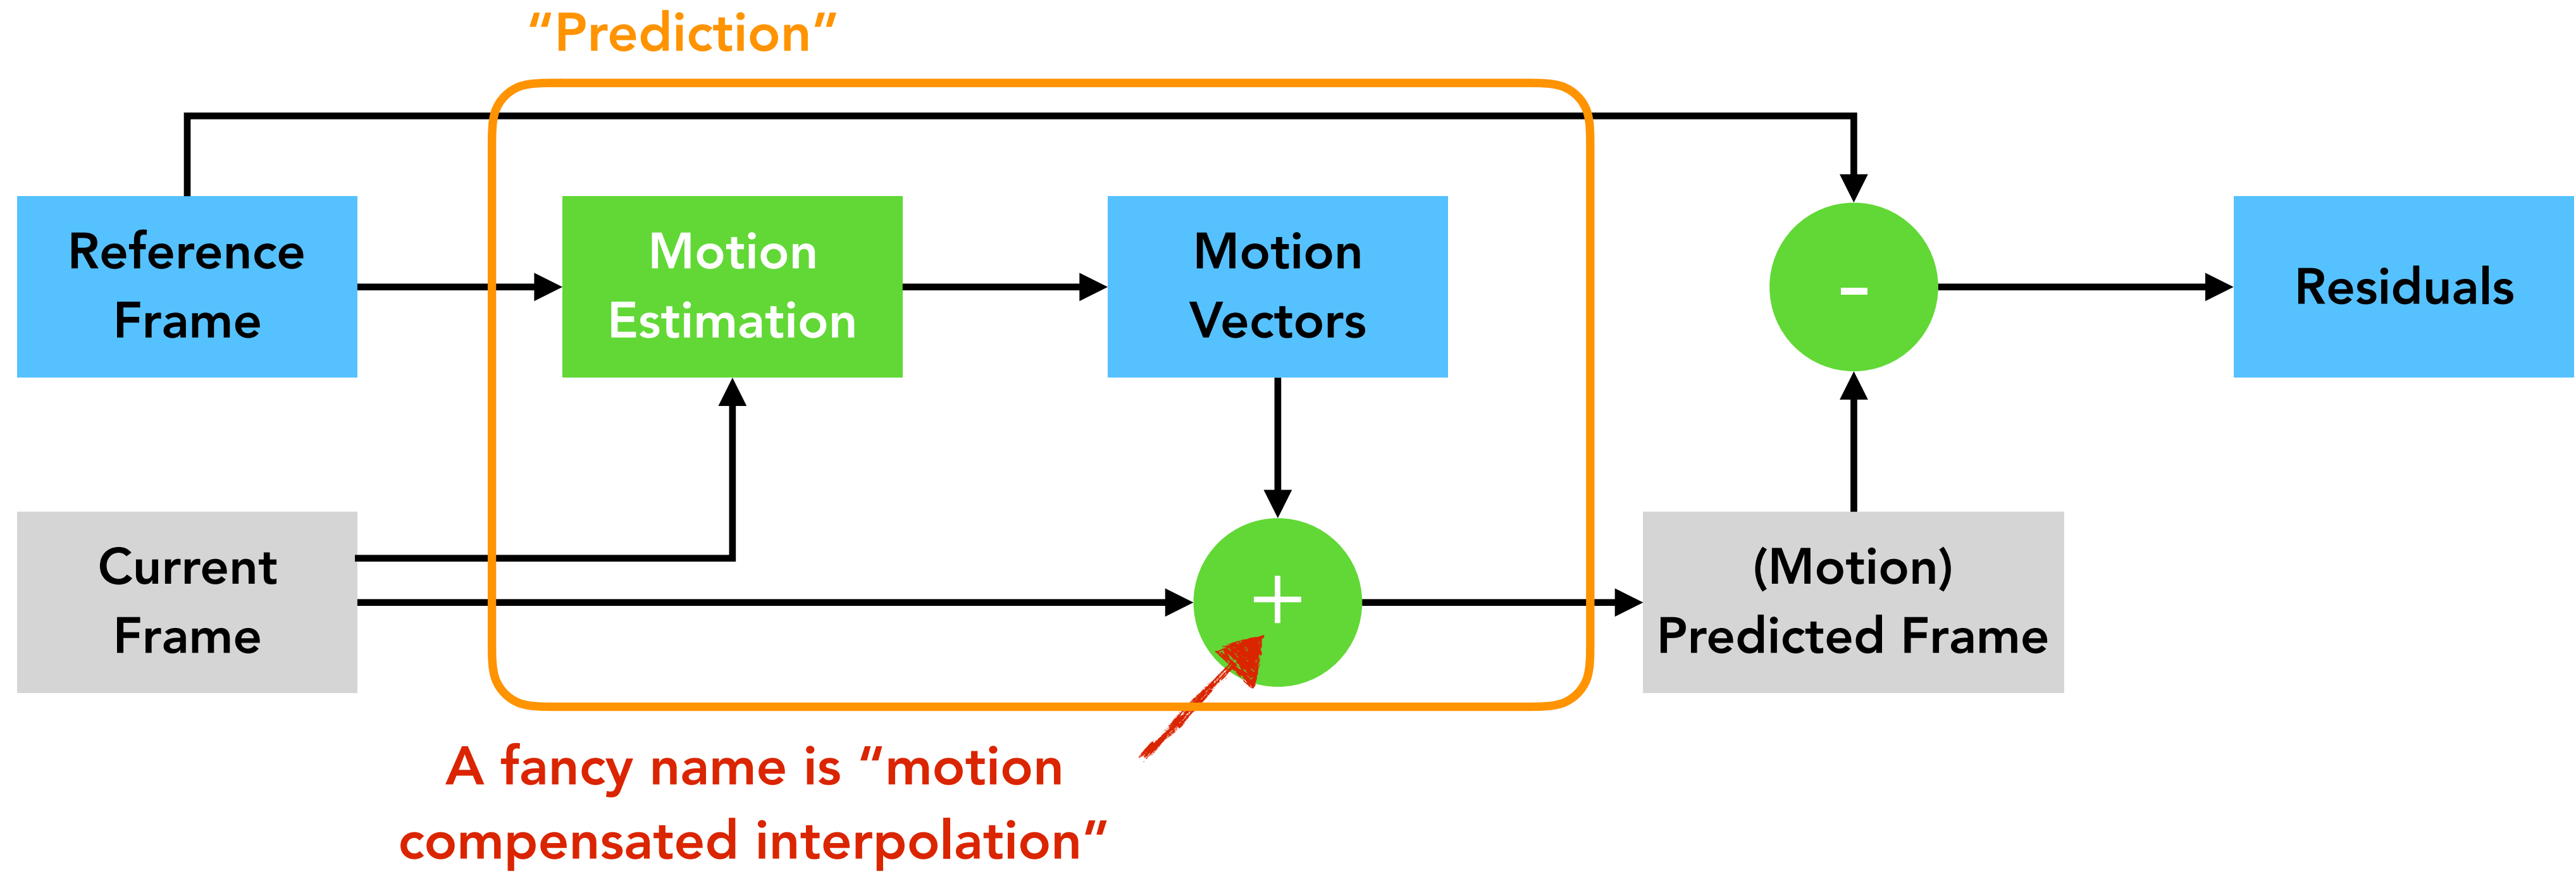 “Prediction”
Reference
Frame
Motion
Estimation
Motion
Vectors
-
Residuals
Current
Frame
+
(Motion)
Predicted Frame
A fancy name is “motion
compensated interpolation”